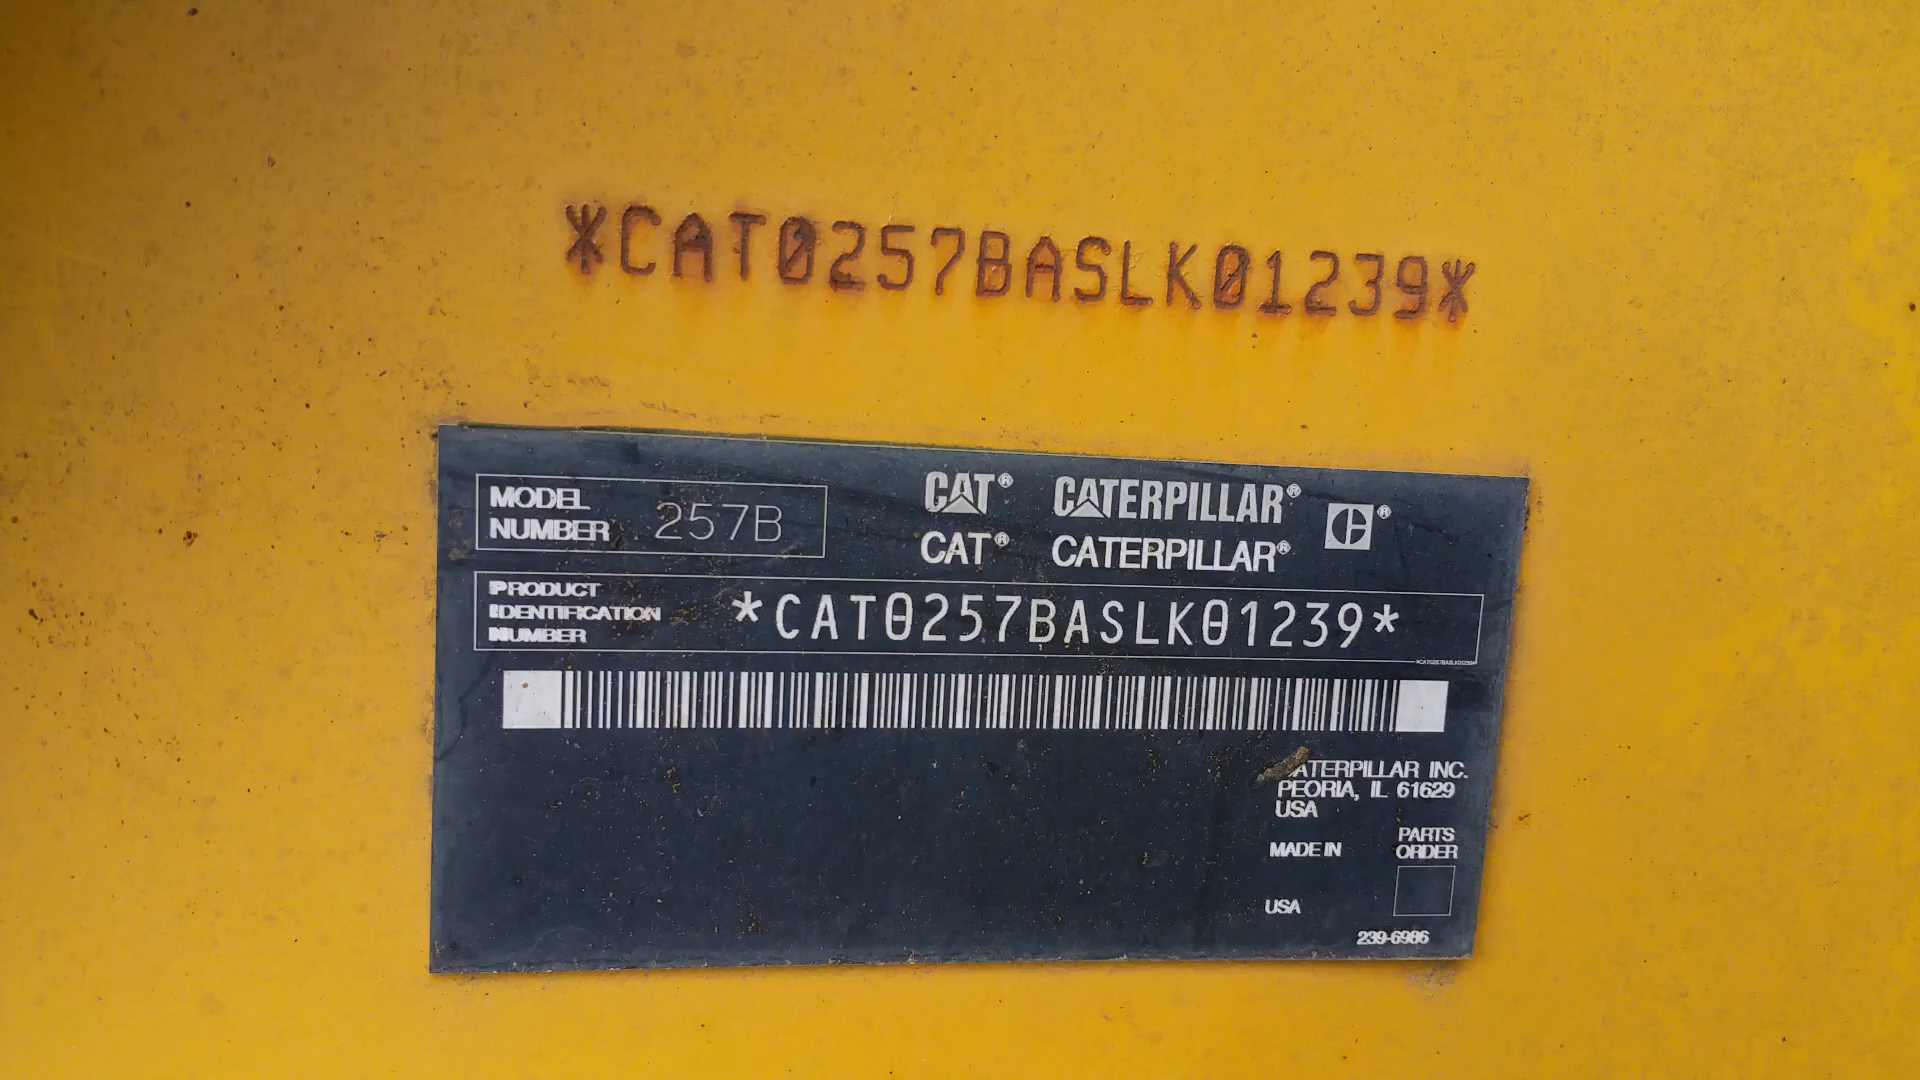 *CAT0257BASLK01239*
MODEL NUMBER 257B
CAT® CATERPILLAR®
CAT® CATERPILLAR®
PRODUCT
IDENTIFICATION
NUMBER
*CAT0257BASLK01239*
*CAT0257BASLK01239*
CATERPILLAR INC.
PEORIA, IL 61629
USA
MADE IN
USA
PARTS
ORDER
239-6986